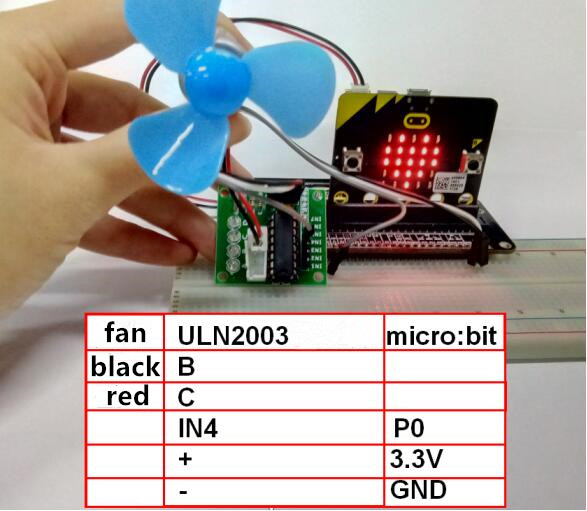 fan ULN2003 micro:bit
black B
red C
IN4 P0
+ 3.3V
- GND